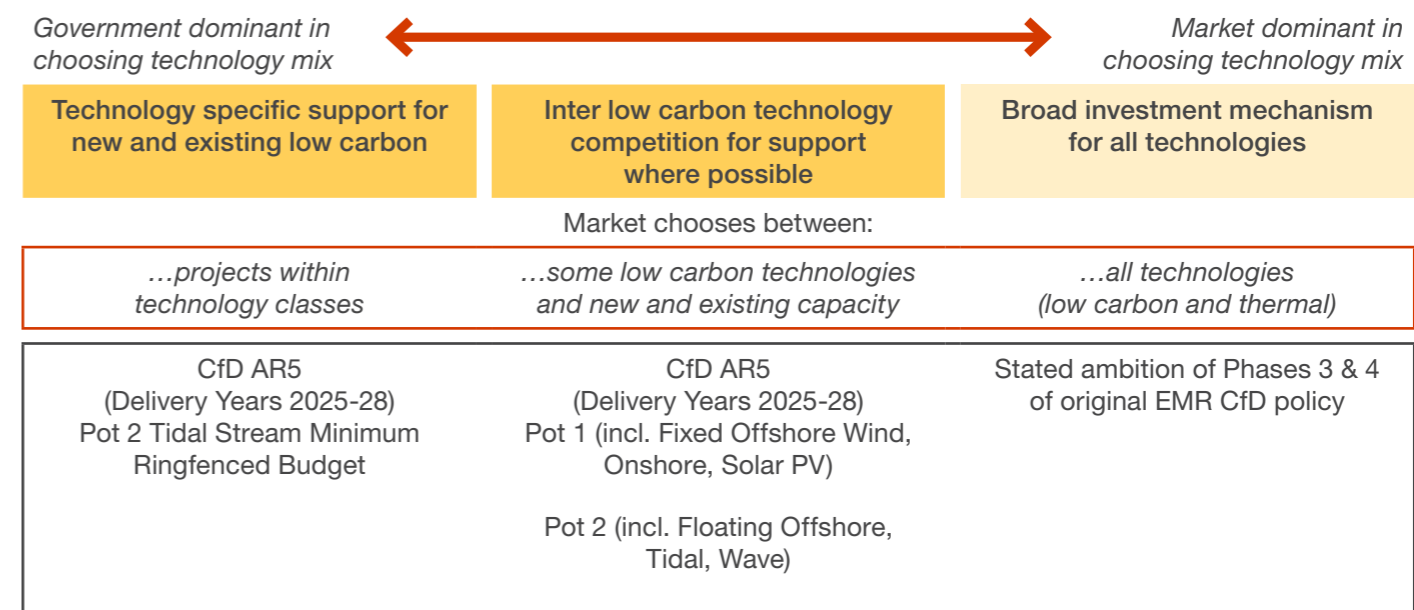 Government dominant in
choosing technology mix
Market dominant in
choosing technology mix
Technology specific support for
new and existing low carbon
Inter low carbon technology
competition for support
where possible
Broad investment mechanism
for all technologies
Market chooses between:
…projects within
technology classes
…some low carbon technologies
and new and existing capacity
…all technologies
(low carbon and thermal)
CfD AR5
(Delivery Years 2025-28)
Pot 2 Tidal Stream Minimum
Ringfenced Budget
CfD AR5
(Delivery Years 2025-28)
Pot 1 (incl. Fixed Offshore Wind,
Onshore, Solar PV)
Pot 2 (incl. Floating Offshore,
Tidal, Wave)
Stated ambition of Phases 3 & 4
of original EMR CfD policy